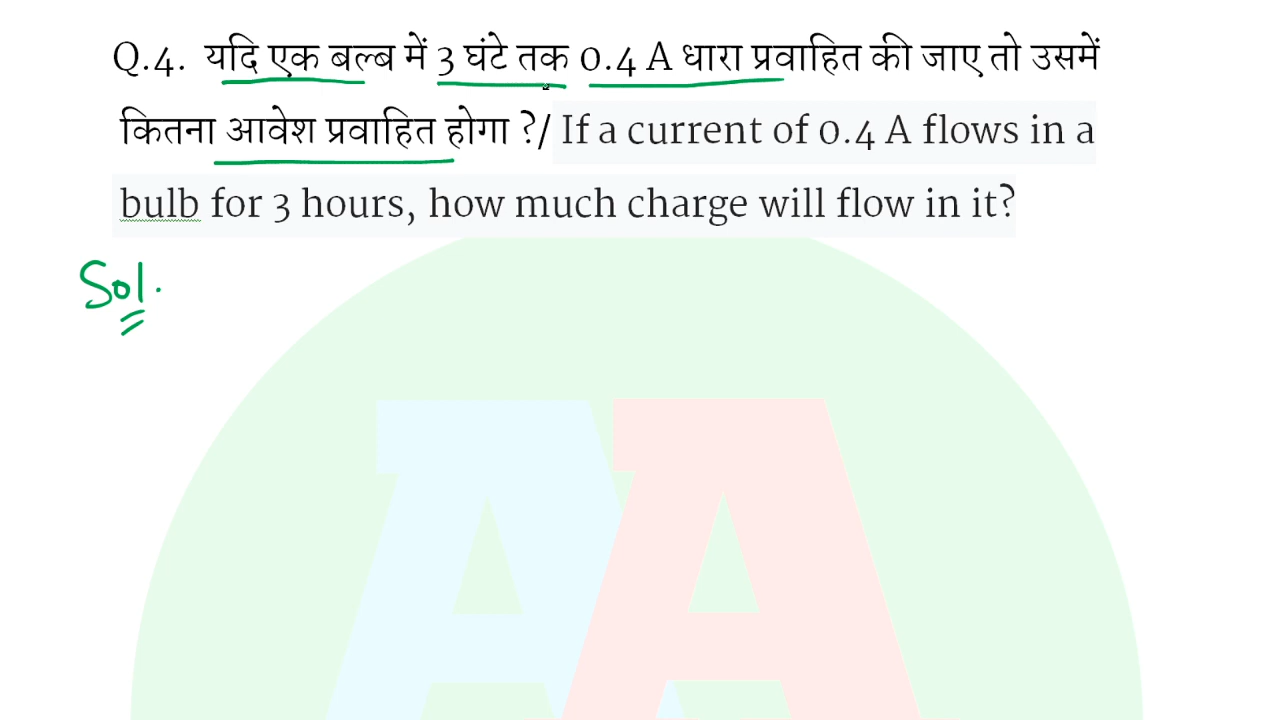 Q.4. यदि एक बल्ब में 3 घंटे तक 0.4 A धारा प्रवाहित की जाए तो उसमें
कितना आवेश प्रवाहित होगा ?/ If a current of 0.4 A flows in a
bulb for 3 hours, how much charge will flow in it?
Sol.
AA